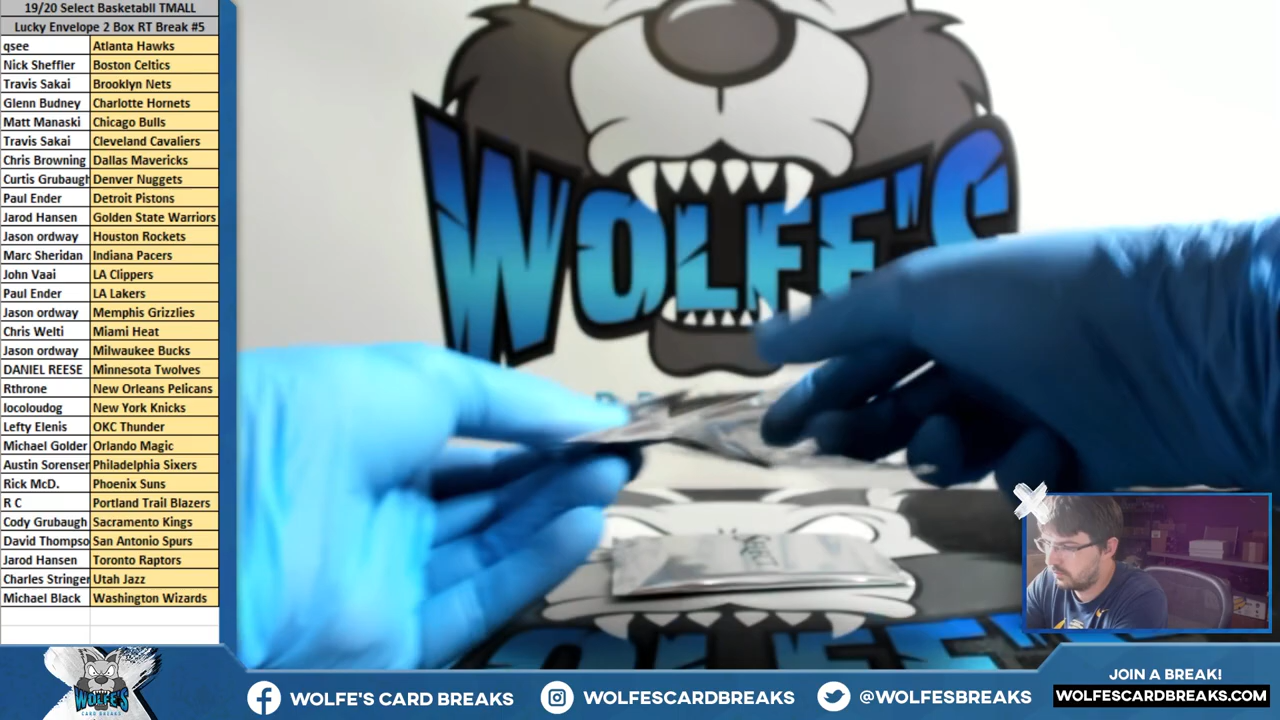 19/20 Select Basketabll TMALL
Lucky Envelope 2 Box RT Break #5
qsee Atlanta Hawks
Nick Sheffler Boston Celtics
Travis Sakai Brooklyn Nets
Glenn Budney Charlotte Hornets
Matt Manaski Chicago Bulls
Travis Sakai Cleveland Cavaliers
Chris Browning Dallas Mavericks
Curtis Grubaugh Denver Nuggets
Paul Ender Detroit Pistons
Jarod Hansen Golden State Warriors
Jason ordway Houston Rockets
Marc Sheridan Indiana Pacers
John Vaai LA Clippers
Paul Ender LA Lakers
Jason ordway Memphis Grizzlies
Chris Welti Miami Heat
Jason ordway Milwaukee Bucks
DANIEL REESE Minnesota Twolves
Rthrone New Orleans Pelicans
locoloudog New York Knicks
Lefty Elenis OKC Thunder
Michael Golder Orlando Magic
Austin Sorensen Philadelphia Sixers
Rick McD. Phoenix Suns
R C Portland Trail Blazers
Cody Grubaugh Sacramento Kings
David Thompso San Antonio Spurs
Jarod Hansen Toronto Raptors
Charles Stringer Utah Jazz
Michael Black Washington Wizards
WOLFE'S
WOLFE'S
CARD BREAKS
WOLFE'S CARD BREAKS
WOLFESCARDBREAKS
@WOLFESBREAKS
JOIN A BREAK!
WOLFESCARDBREAKS.COM